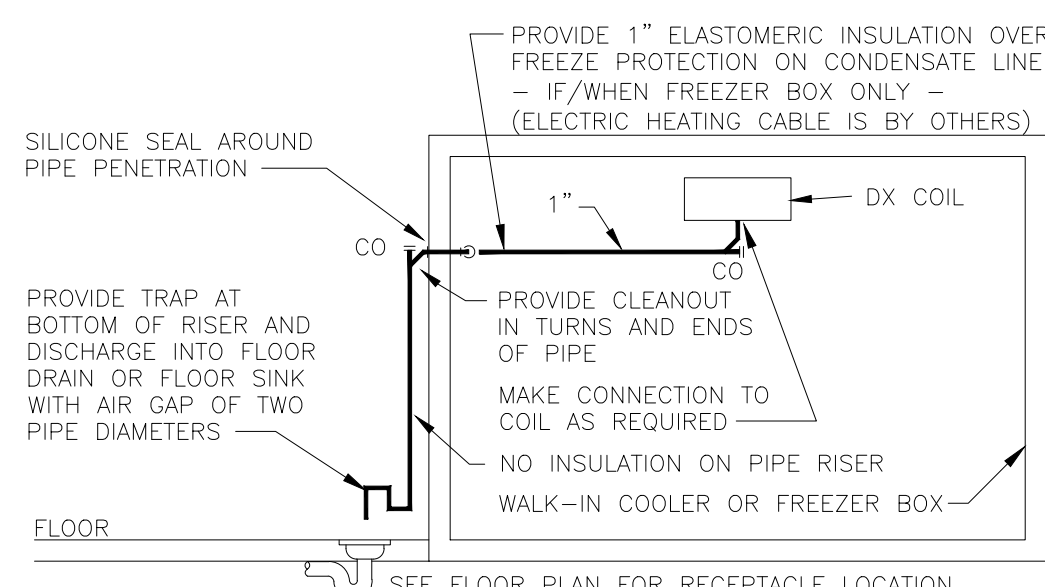 PROVIDE 1” ELASTOMERIC INSULATION OVER
FREEZE PROTECTION ON CONDENSATE LINE
– IF/WHEN FREEZER BOX ONLY –
(ELECTRIC HEATING CABLE IS BY OTHERS)
SILICONE SEAL AROUND
PIPE PENETRATION
1”
DX COIL
CO
CO
PROVIDE TRAP AT
BOTTOM OF RISER AND
DISCHARGE INTO FLOOR
DRAIN OR FLOOR SINK
WITH AIR GAP OF TWO
PIPE DIAMETERS
PROVIDE CLEANOUT
IN TURNS AND ENDS
OF PIPE
MAKE CONNECTION TO
COIL AS REQUIRED
NO INSULATION ON PIPE RISER
WALK–IN COOLER OR FREEZER BOX
FLOOR
SEE FLOOR PLAN FOR RECEPTACLE LOCATION